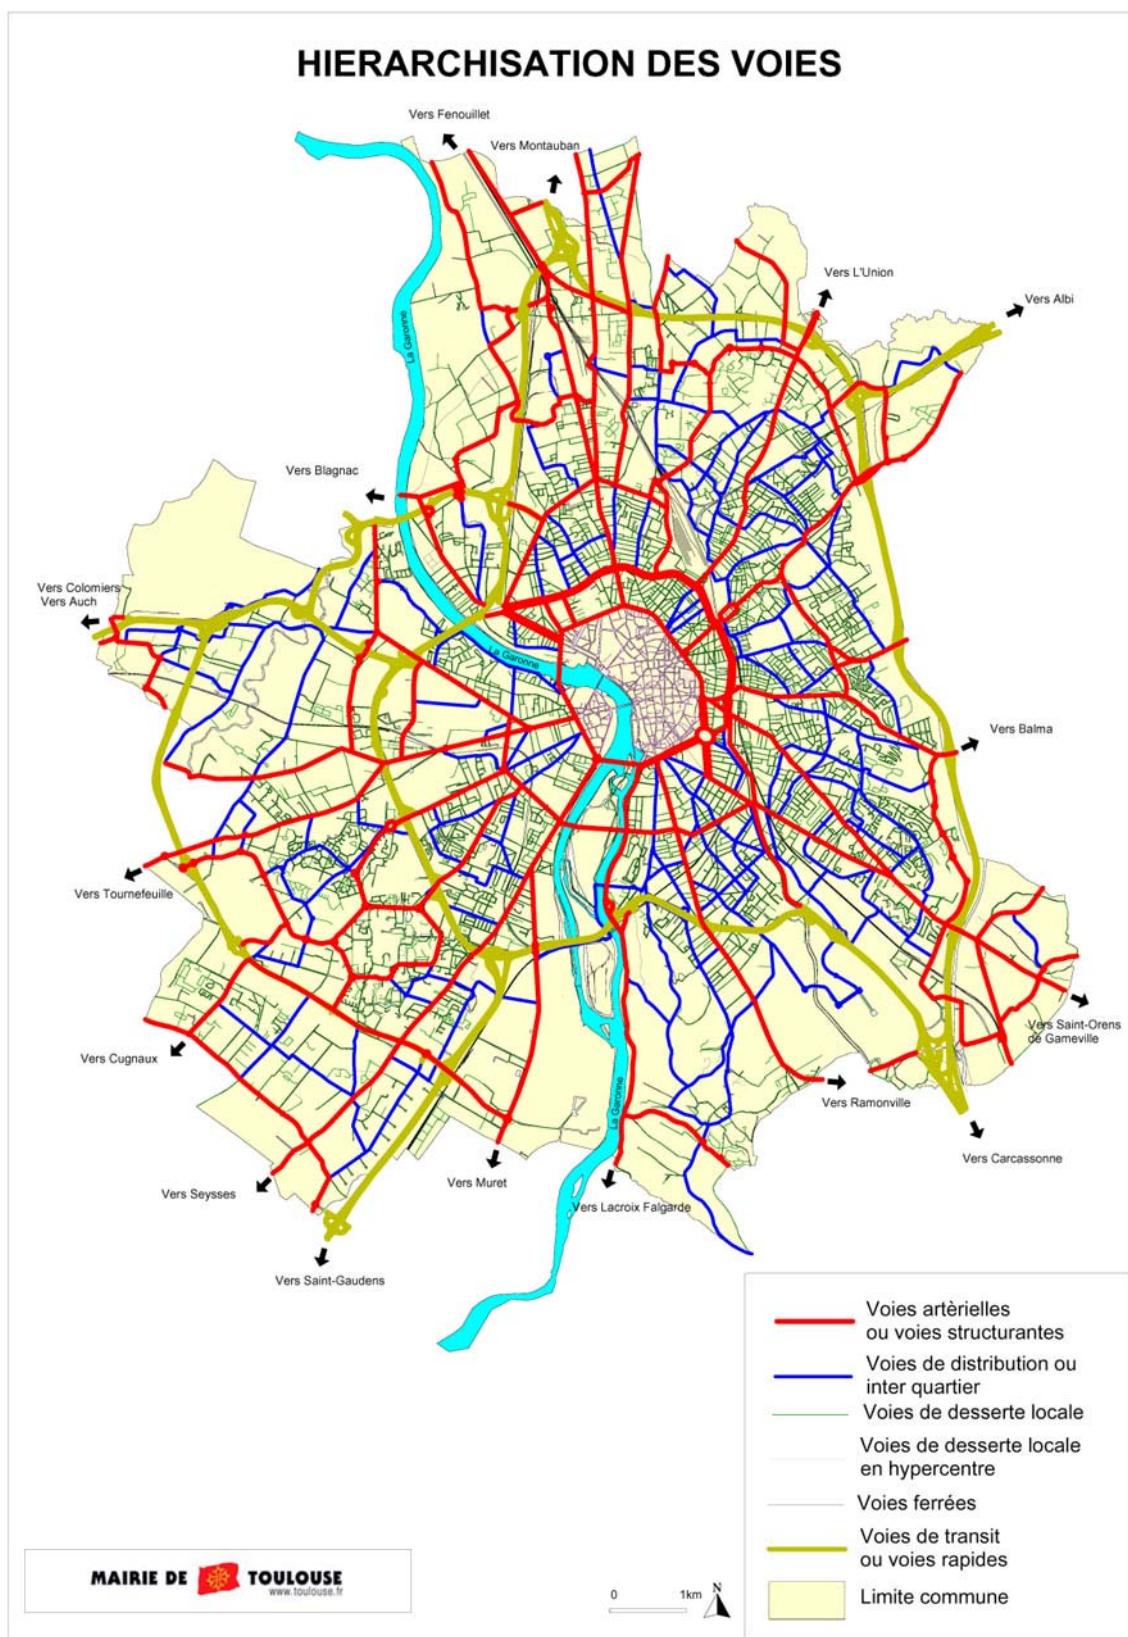 HIERARCHISATION DES VOIES
Vers Fenouillet
Vers Montauban
Vers L'Union
Vers Albi
La Garonne
Vers Blagnac
Vers Colomiers
Vers Auch
La Garonne
Vers Balma
Vers Tournefeuille
Vers Saint-Orens
de Gameville
Vers Cugnaux
La Garonne
Vers Ramonville
Vers Carcassonne
Vers Muret
Vers Seysses
Vers Lacroix Falgarde
Vers Saint-Gaudens
Voies artèrielles
ou voies structurantes
Voies de distribution ou
inter quartier
Voies de desserte locale
Voies de desserte locale
en hypercentre
Voies ferrées
Voies de transit
ou voies rapides
Limite commune
MAIRIE DE TOULOUSE
www.toulouse.fr
0 1km N